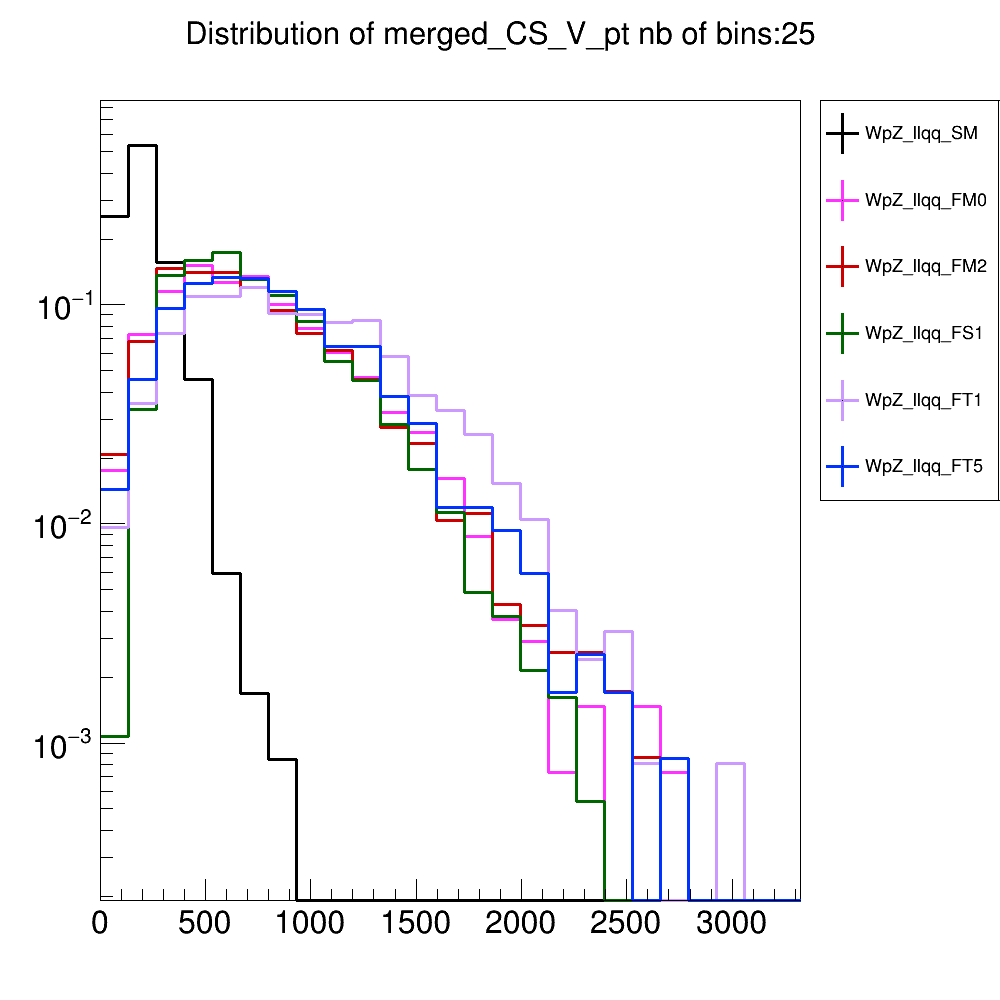 Distribution of merged_CS_V_pt nb of bins:25
WpZ_llqq_SM
WpZ_llqq_FM0
WpZ_llqq_FM2
WpZ_llqq_FS1
WpZ_llqq_FT1
WpZ_llqq_FT5
10⁻¹
10⁻²
10⁻³
0 500 1000 1500 2000 2500 3000